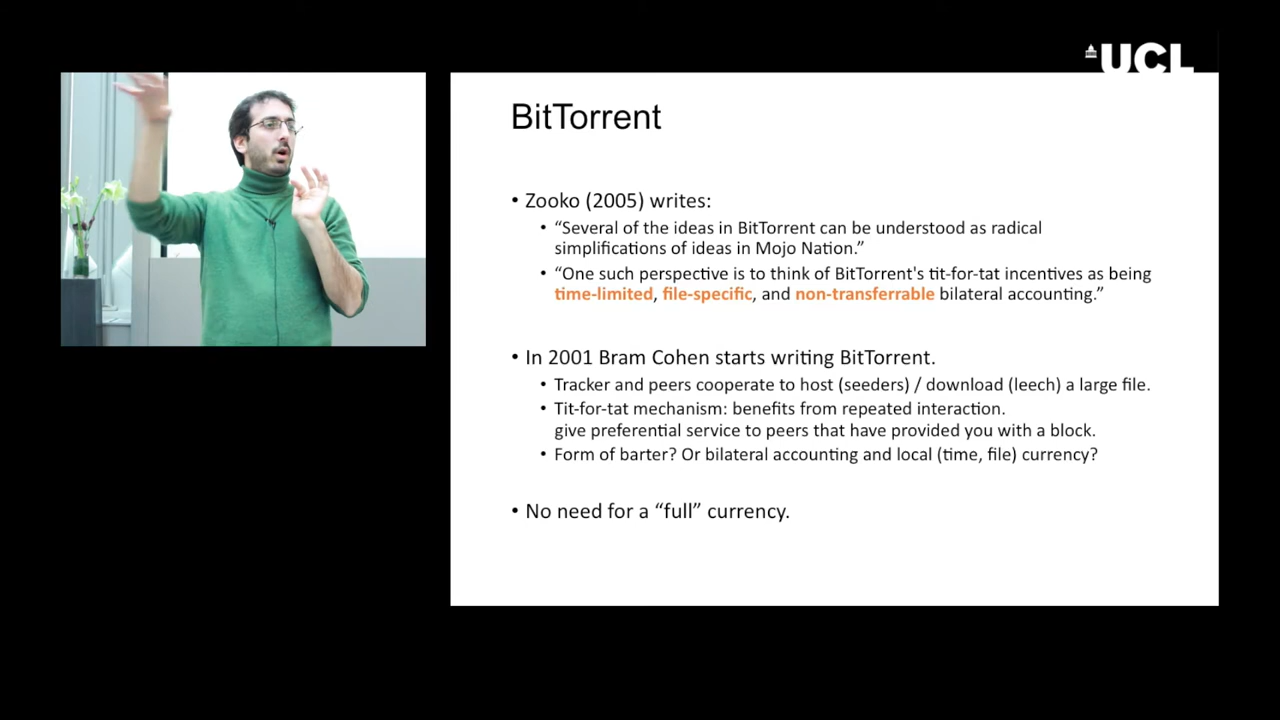 UCL
BitTorrent
• Zooko (2005) writes:
• “Several of the ideas in BitTorrent can be understood as radical
simplifications of ideas in Mojo Nation.”
• “One such perspective is to think of BitTorrent's tit-for-tat incentives as being
time-limited, file-specific, and non-transferrable bilateral accounting.”
• In 2001 Bram Cohen starts writing BitTorrent.
• Tracker and peers cooperate to host (seeders) / download (leech) a large file.
• Tit-for-tat mechanism: benefits from repeated interaction.
give preferential service to peers that have provided you with a block.
• Form of barter? Or bilateral accounting and local (time, file) currency?
• No need for a “full” currency.